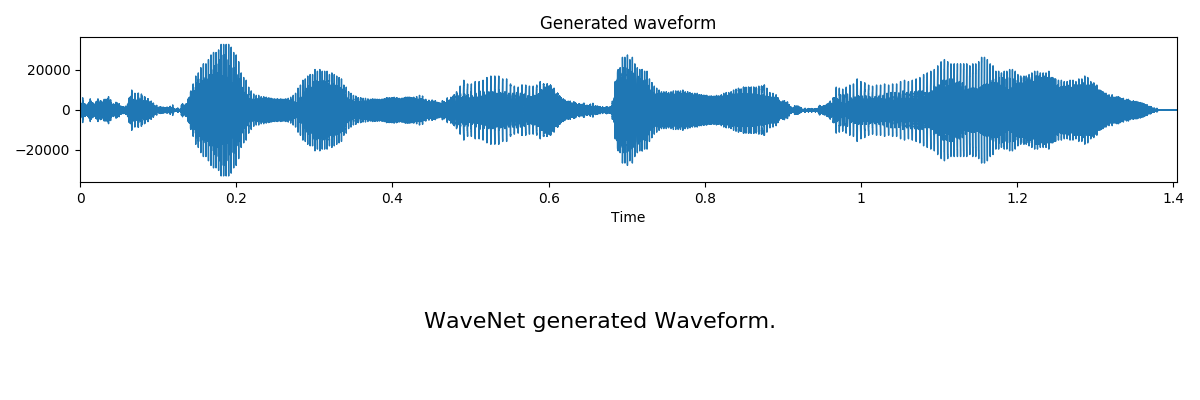 Generated waveform
20000
0
−20000
0 0.2 0.4 0.6 0.8 1 1.2 1.4
Time
WaveNet generated Waveform.